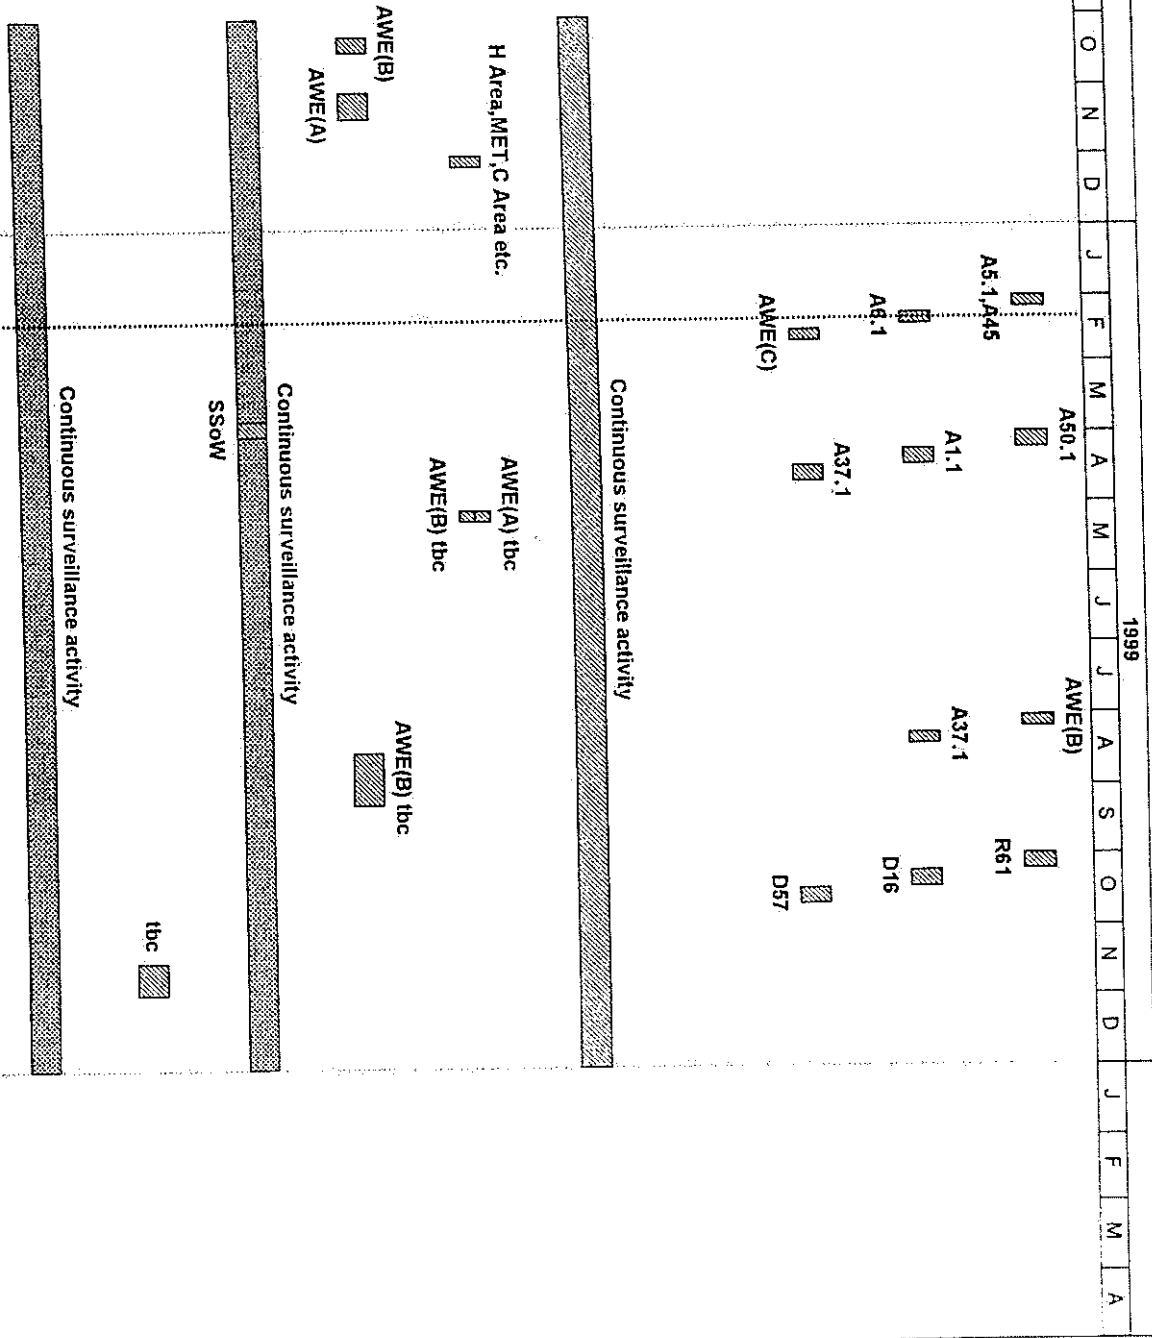 1999
O N D J F M A M J J A S O N D J F M A
A5.1,A45
A50.1
AWE(B)
R61
A6.1
A1.1
A37.1
D16
AWE(C)
A37.1
D57
Continuous surveillance activity
H Area,MET,C Area etc.
AWE(A) tbc
AWE(B) tbc
AWE(B)
AWE(A)
AWE(B) tbc
Continuous surveillance activity
SSoW
tbc
Continuous surveillance activity